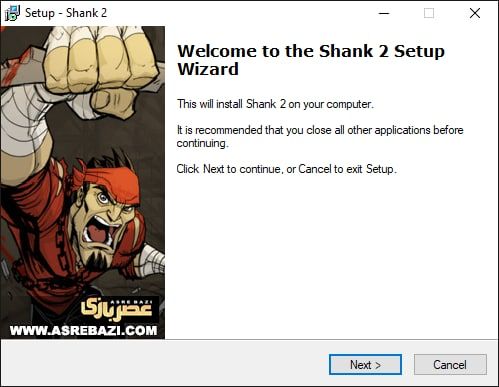 Setup - Shank 2
Welcome to the Shank 2 Setup
Wizard
This will install Shank 2 on your computer.
It is recommended that you close all other applications before
continuing.
Click Next to continue, or Cancel to exit Setup.
ASRE BAZI
عصر بازی
WWW.ASREBAZI.COM
Next >
Cancel